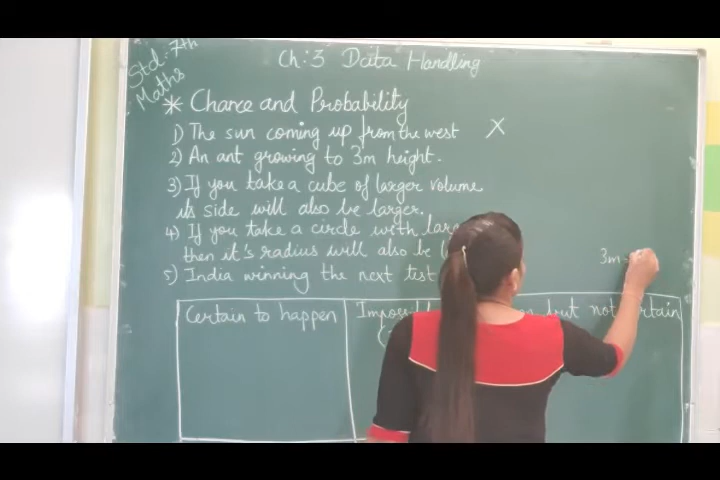 Std: 7th
Maths
Ch: 3 Data Handling
* Chance and Probability
1) The sun coming up from the west X
2) An ant growing to 3m height.
3) If you take a cube of larger volume
its side will also be larger.
4) If you take a circle with
then it's radius will also be
5) India winning the next test
3m =
Certain to happen
but not